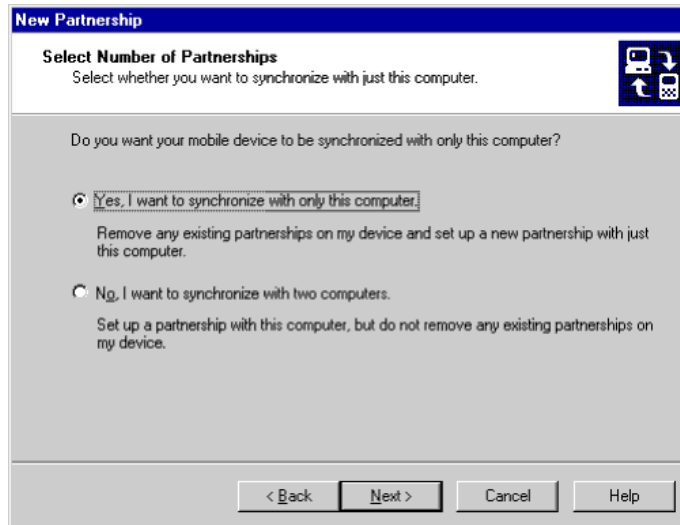 New Partnership
Select Number of Partnerships
Select whether you want to synchronize with just this computer.
Do you want your mobile device to be synchronized with only this computer?
Yes, I want to synchronize with only this computer.
Remove any existing partnerships on my device and set up a new partnership with just
this computer.
No, I want to synchronize with two computers.
Set up a partnership with this computer, but do not remove any existing partnerships on
my device.
< Back Next > Cancel Help